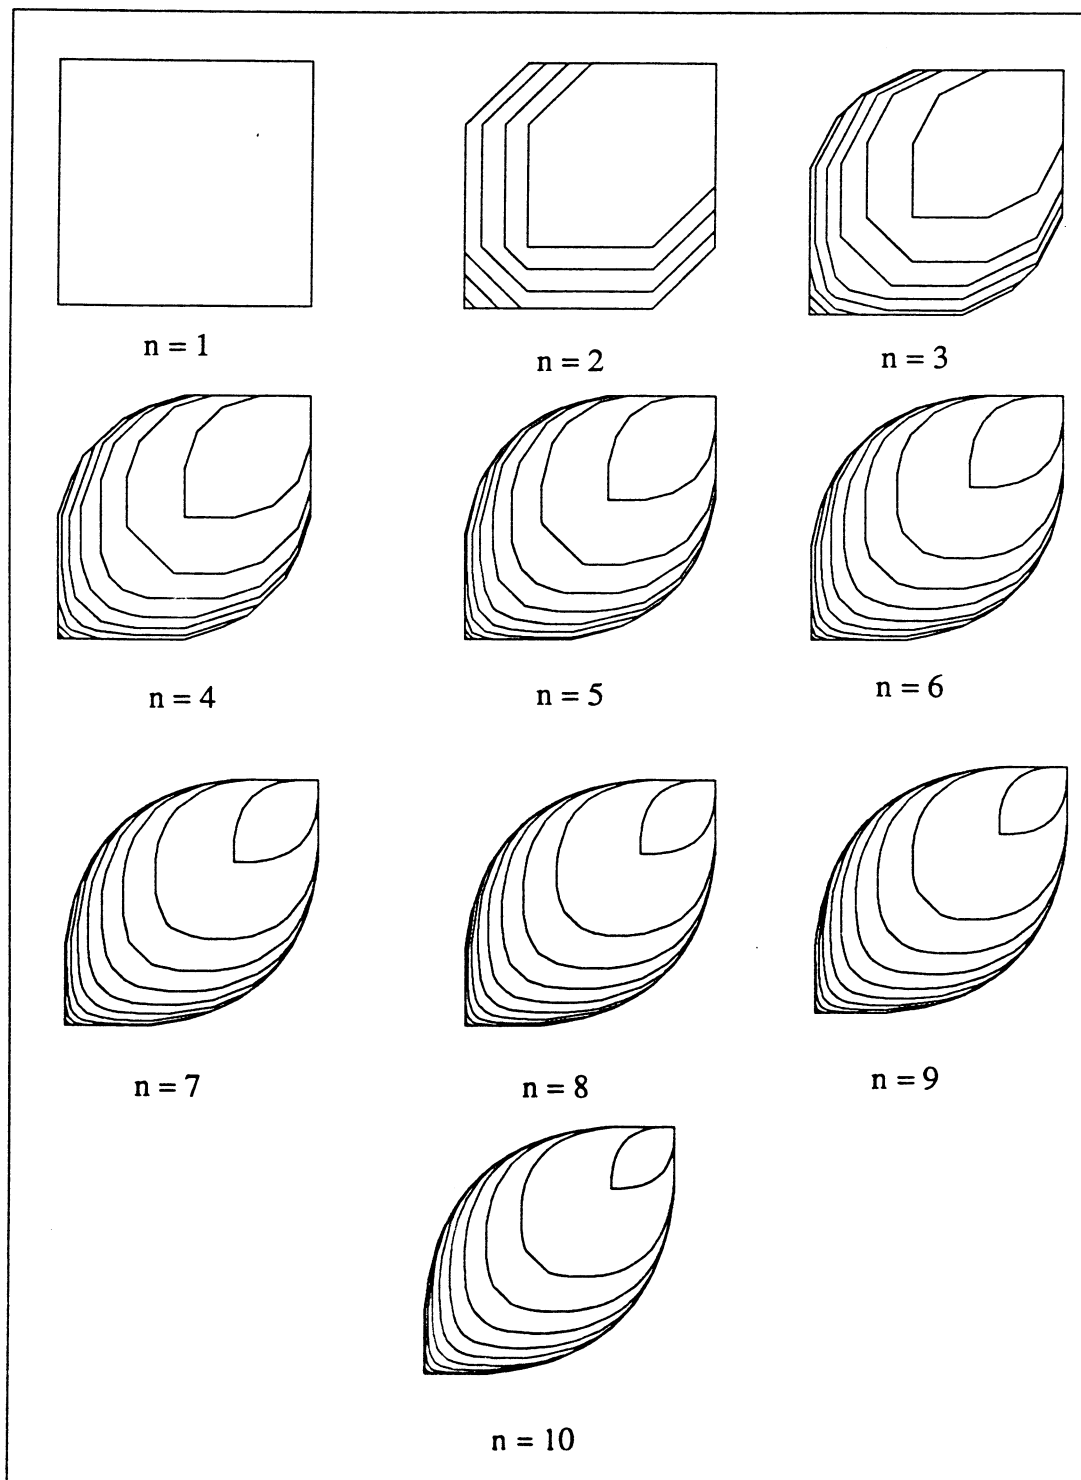 n = 1
n = 2
n = 3
n = 4
n = 5
n = 6
n = 7
n = 8
n = 9
n = 10